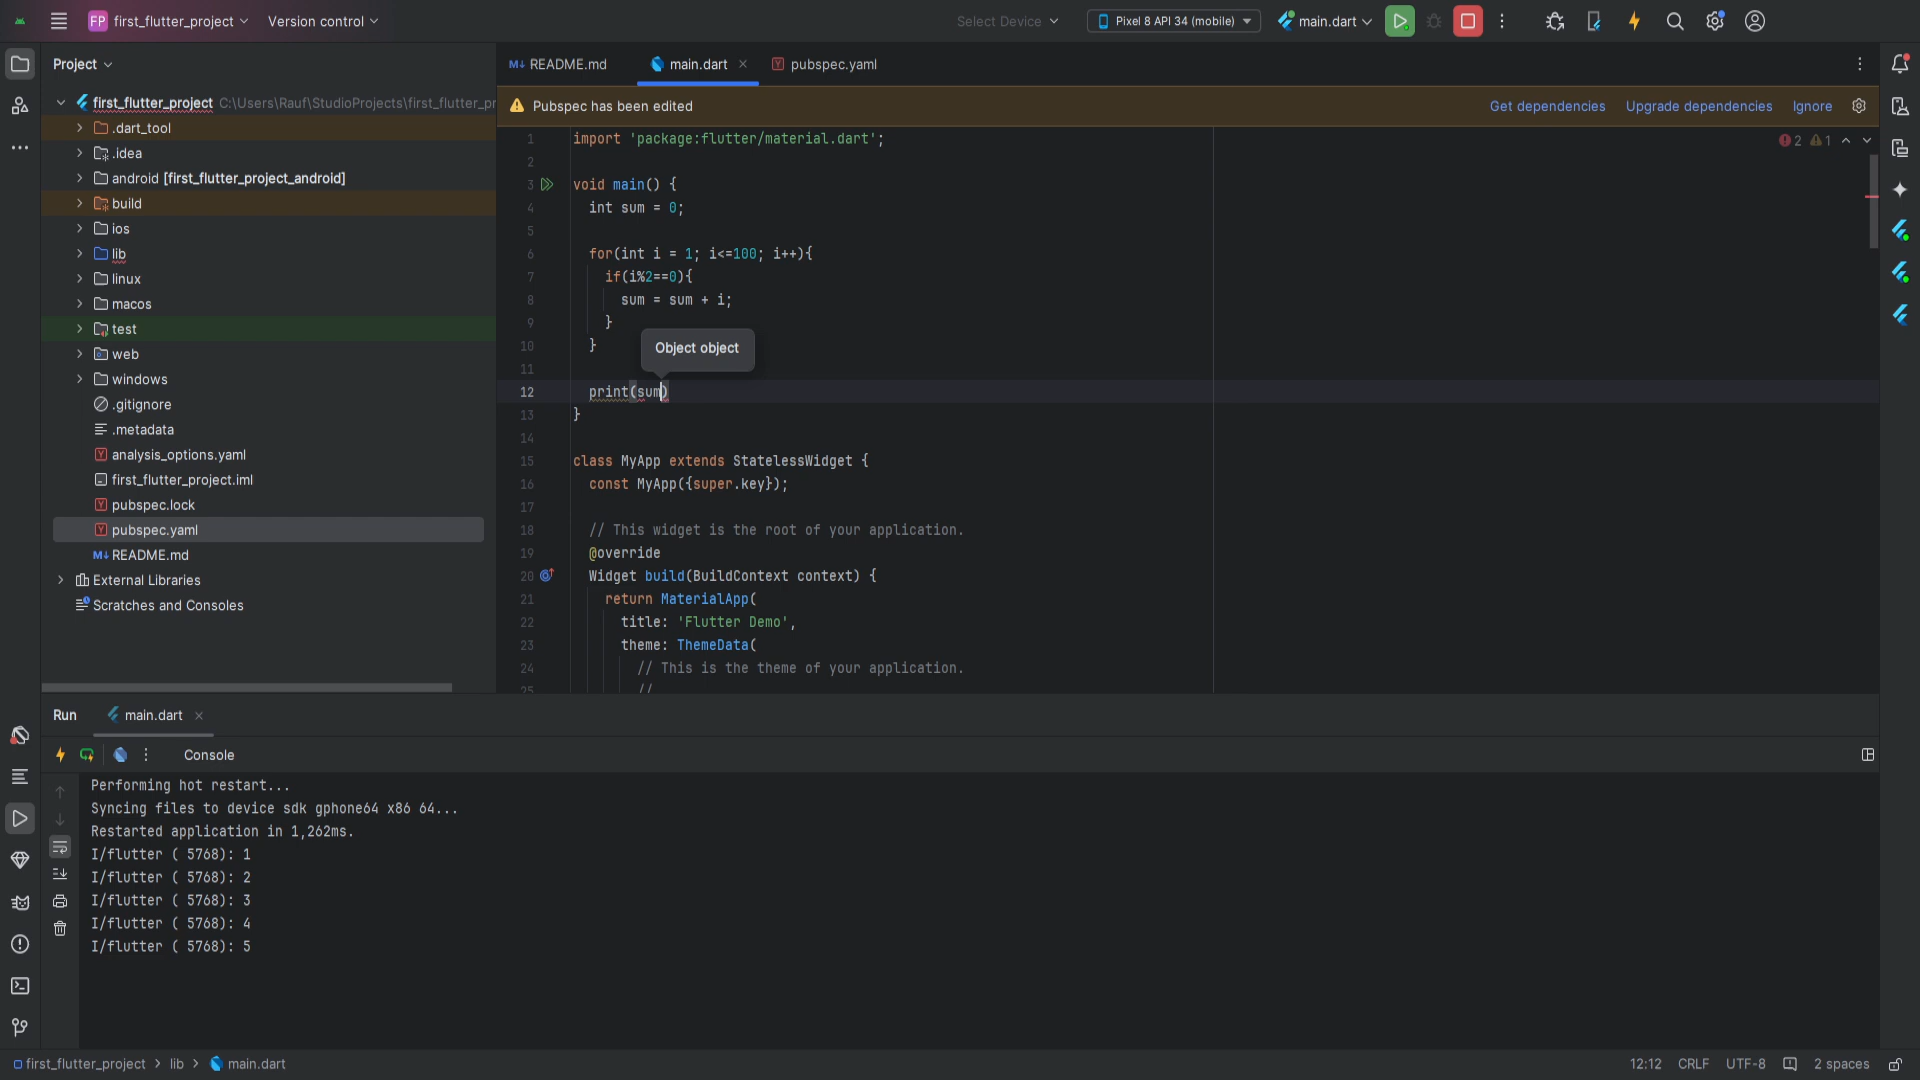 FP first_flutter_project Version control Select Device Pixel 8 API 34 (mobile) main.dart
Project
README.md main.dart pubspec.yaml
first_flutter_project C:\Users\Rauf\StudioProjects\first_flutter_pr
.dart_tool
.idea
android [first_flutter_project_android]
build
ios
lib
linux
macos
test
web
windows
.gitignore
.metadata
analysis_options.yaml
first_flutter_project.iml
pubspec.lock
pubspec.yaml
M↓ README.md
External Libraries
Scratches and Consoles
Pubspec has been edited Get dependencies Upgrade dependencies Ignore
2 1
1 import 'package:flutter/material.dart';
2
3 void main() {
4 int sum = 0;
5
6 for(int i = 1; i<=100; i++){
7 if(i%2==0){
8 sum = sum + i;
9 }
10 }
Object object
11
12 print(sum)
13 }
14
15 class MyApp extends StatelessWidget {
16 const MyApp({super.key});
17
18 // This widget is the root of your application.
19 @override
20 Widget build(BuildContext context) {
21 return MaterialApp(
22 title: 'Flutter Demo',
23 theme: ThemeData(
24 // This is the theme of your application.
25 //
Run main.dart
Console
Performing hot restart...
Syncing files to device sdk gphone64 x86 64...
Restarted application in 1,262ms.
I/flutter ( 5768): 1
I/flutter ( 5768): 2
I/flutter ( 5768): 3
I/flutter ( 5768): 4
I/flutter ( 5768): 5
first_flutter_project > lib > main.dart 12:12 CRLF UTF-8 2 spaces